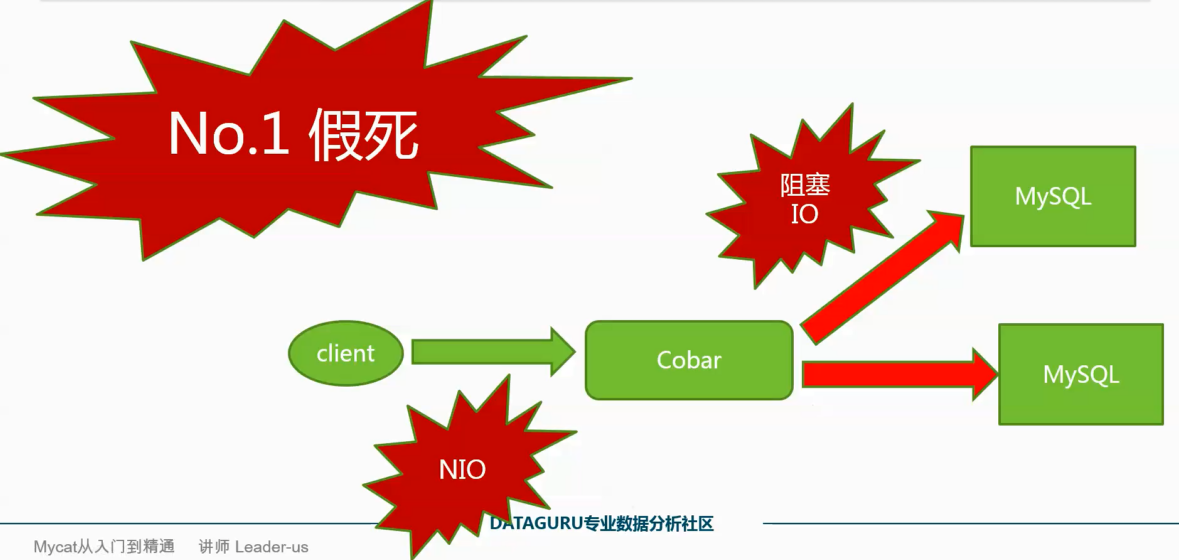 No.1 假死
阻塞
IO
MySQL
client
Cobar
MySQL
NIO
DATAGURU专业数据分析社区
Mycat从入门到精通 讲师 Leader-us